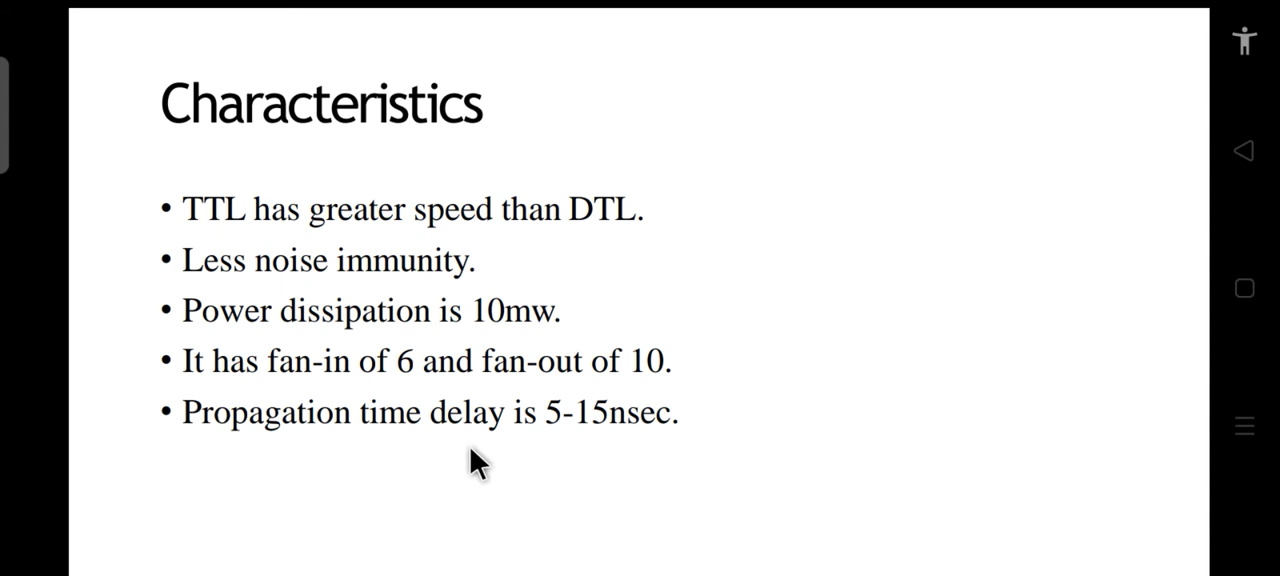 Characteristics
• TTL has greater speed than DTL.
• Less noise immunity.
• Power dissipation is 10mw.
• It has fan-in of 6 and fan-out of 10.
• Propagation time delay is 5-15nsec.